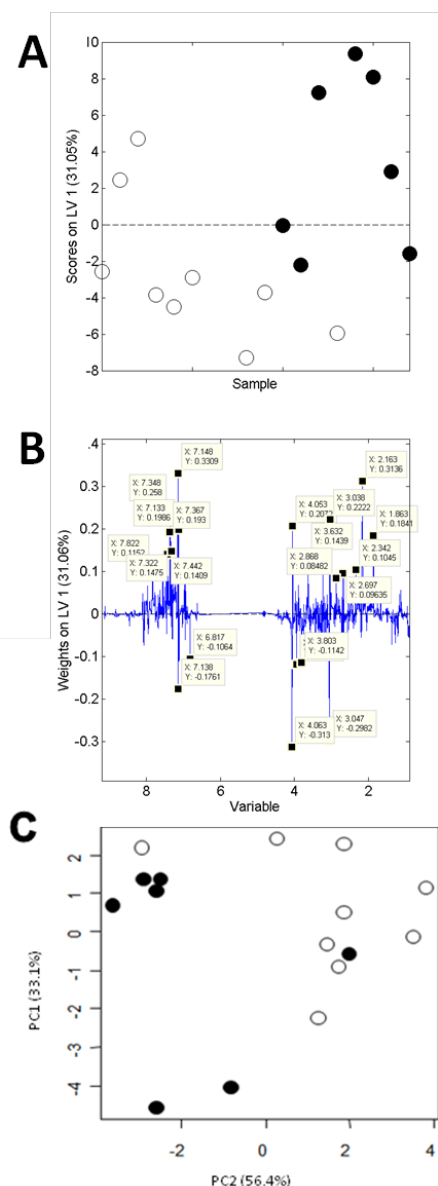 A
Scores on LV 1 (31.05%)
10
8
6
4
2
0
-2
-4
-6
-8
Sample
B
Weights on LV 1 (31.06%)
0.4
0.3
0.2
0.1
0
-0.1
-0.2
-0.3
X: 7.148
Y: 0.3309
X: 7.348
Y: 0.258
X: 7.133
Y: 0.1986
X: 7.367
Y: 0.193
X: 7.822
Y: 0.1152
X: 7.322
Y: 0.1475
X: 7.442
Y: 0.1409
X: 6.817
Y: -0.1064
X: 7.138
Y: -0.1761
X: 4.053
X: 3.038
Y: 0.2222
X: 2.163
Y: 0.3136
X: 3.632
Y: 0.1439
X: 1.863
Y: 0.1841
X: 2.868
Y: 0.08482
X: 2.342
Y: 0.1045
X: 2.697
Y: 0.09635
X: 3.803
Y: -0.1142
X: 4.063
Y: -0.313
X: 3.047
Y: -0.2982
8 6 4 2
Variable
C
PC1 (33.1%)
2
1
0
-1
-2
-3
-4
-2 0 2 4
PC2 (56.4%)